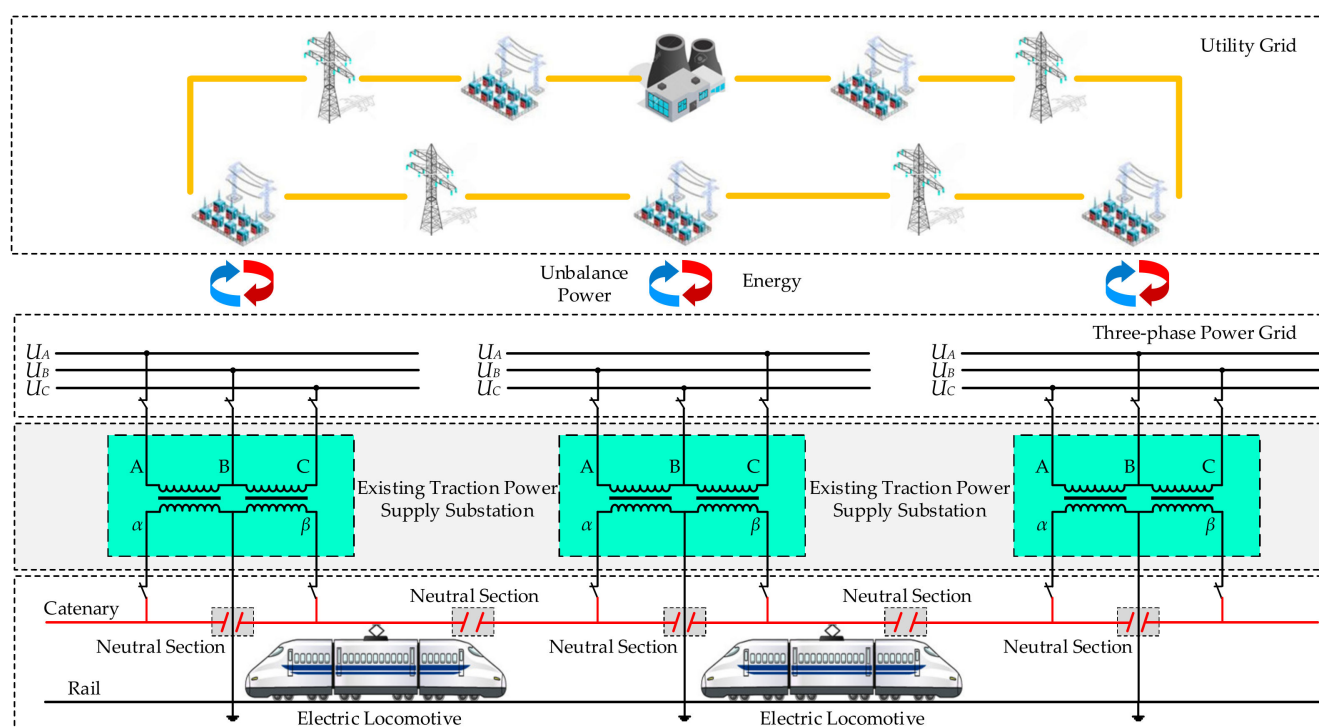 Utility Grid
Unbalance
Power
Energy
Three-phase Power Grid
UA
UB
UC
UA
UB
UC
UA
UB
UC
A B C
α β
Existing Traction Power
Supply Substation
A B C
α β
Existing Traction Power
Supply Substation
A B C
α β
Catenary
Neutral Section
Neutral Section
Neutral Section
Neutral Section
Neutral Section
Rail
Electric Locomotive
Electric Locomotive